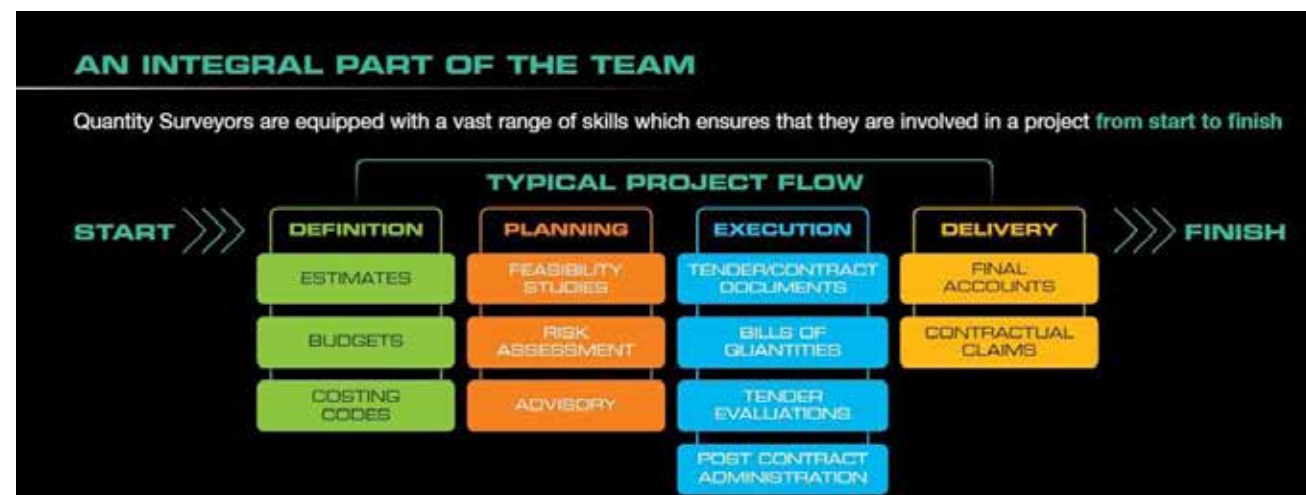 AN INTEGRAL PART OF THE TEAM
Quantity Surveyors are equipped with a vast range of skills which ensures that they are involved in a project from start to finish
TYPICAL PROJECT FLOW
START
DEFINITION
ESTIMATES
BUDGETS
COSTING
CODES
PLANNING
FEASIBILITY
STUDIES
RISK
ASSESSMENT
ADVISORY
EXECUTION
TENDER/CONTRACT
DOCUMENTS
BILLS OF
QUANTITIES
TENDER
EVALUATIONS
POST CONTRACT
ADMINISTRATION
DELIVERY
FINAL
ACCOUNTS
CONTRACTUAL
CLAIMS
FINISH